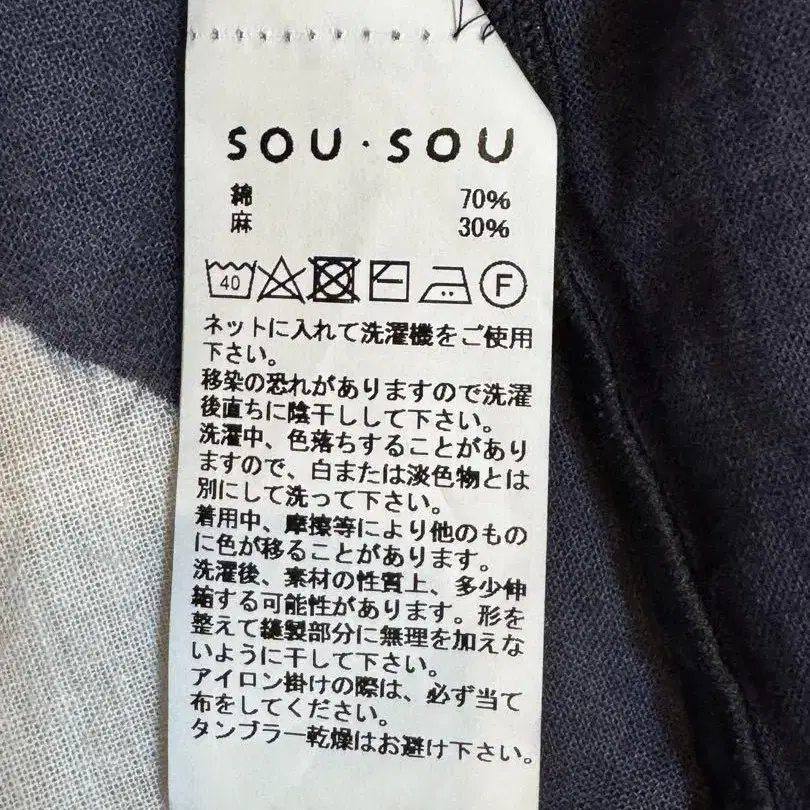 SOU・SOU
綿 70%
麻 30%
40 F
ネットに入れて洗濯機をご使用
下さい。
移染の恐れがありますので洗濯
後直ちに陰干しして下さい。
洗濯中、色落ちすることがあり
ますので、白または淡色物とは
別にして洗って下さい。
着用中、摩擦等により他のもの
に色が移ることがあります。
洗濯後、素材の性質上、多少伸
縮する可能性があります。形を
整えて縫製部分に無理を加えな
いように干して下さい。
アイロン掛けの際は、必ず当て
布をしてください。
タンブラー乾燥はお避け下さい。